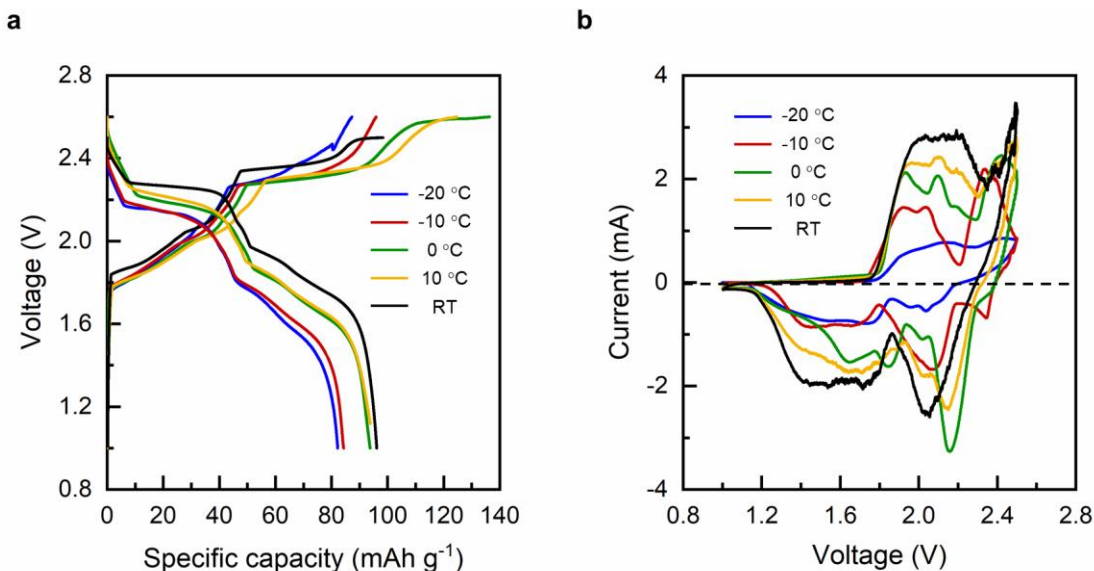 a
2.8
2.4
2.0
1.6
1.2
0.8
Voltage (V)
-20 °C
-10 °C
0 °C
10 °C
RT
0 20 40 60 80 100 120 140
Specific capacity (mAh g⁻¹)
b
4
2
0
-2
-4
Current (mA)
-20 °C
-10 °C
0 °C
10 °C
RT
0.8 1.2 1.6 2.0 2.4 2.8
Voltage (V)